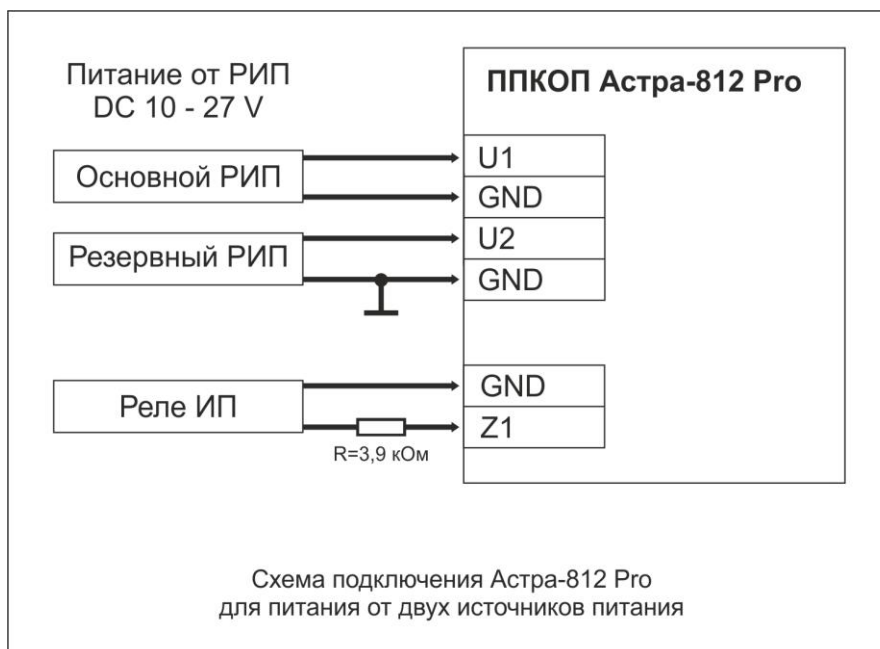 Питание от РИП
DC 10 - 27 V
ППКОП Астра-812 Pro
Основной РИП
U1
GND
Резервный РИП
U2
GND
Реле ИП
GND
Z1
R=3,9 кОм
Схема подключения Астра-812 Pro
для питания от двух источников питания